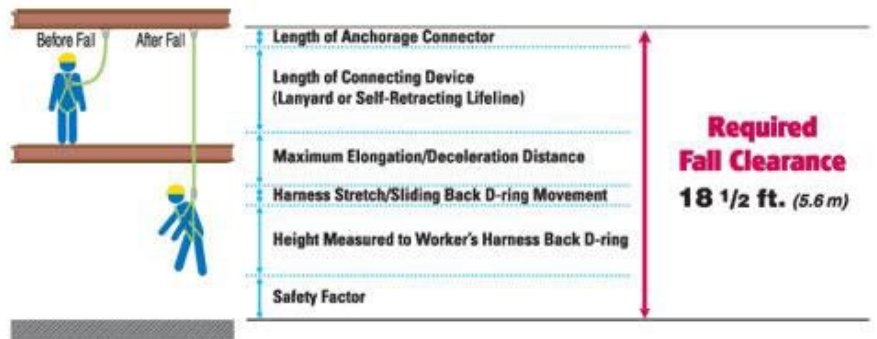 Before Fall
After Fall
Length of Anchorage Connector
Length of Connecting Device
(Lanyard or Self-Retracting Lifeline)
Maximum Elongation/Deceleration Distance
Harness Stretch/Sliding Back D-ring Movement
Height Measured to Worker's Harness Back D-ring
Safety Factor
Required
Fall Clearance
18 1/2 ft. (5.6 m)